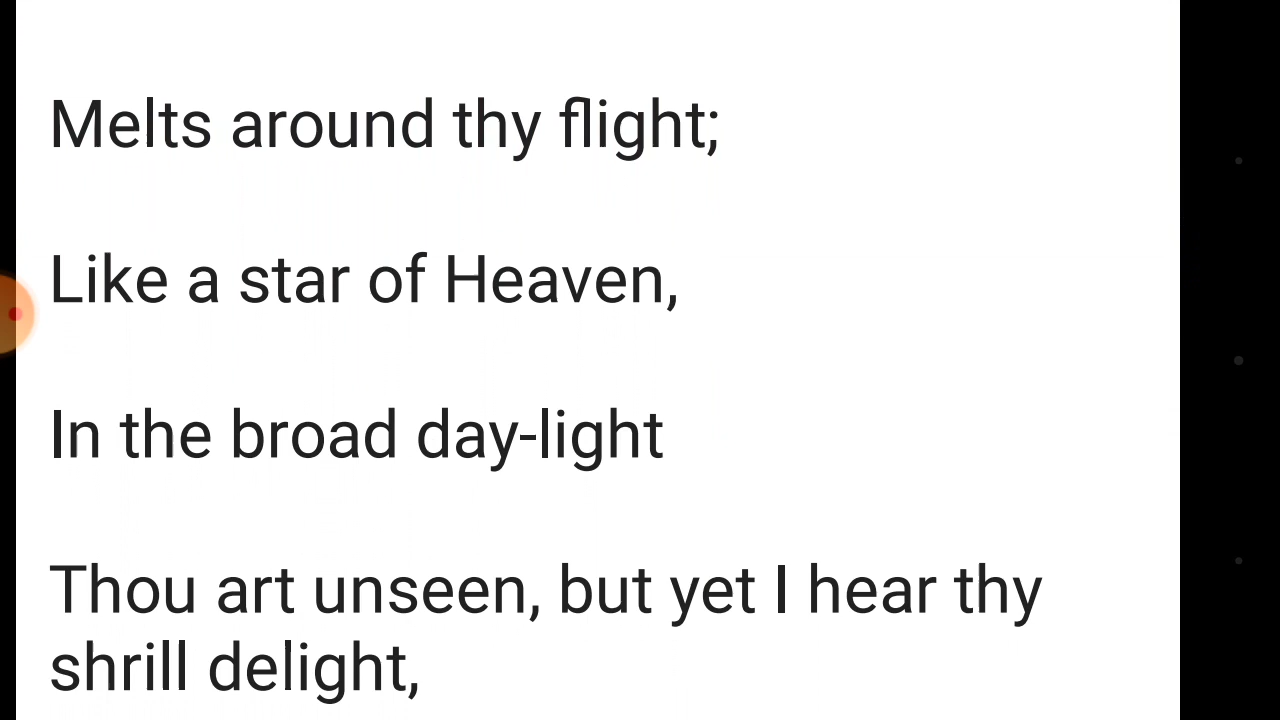 Melts around thy flight;
Like a star of Heaven,
In the broad day-light
Thou art unseen, but yet I hear thy
shrill delight,